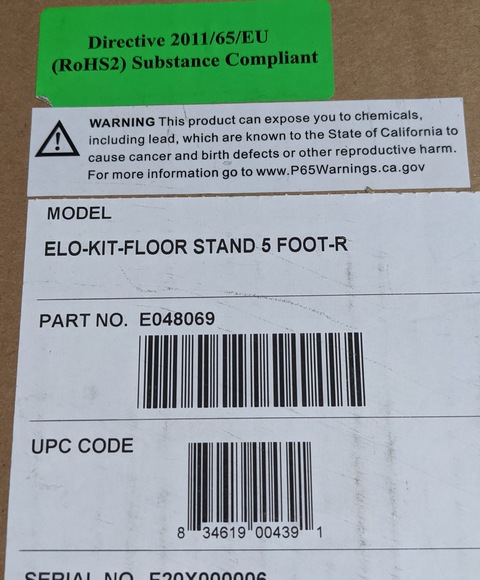 Directive 2011/65/EU
(RoHS2) Substance Compliant
WARNING This product can expose you to chemicals,
including lead, which are known to the State of California to
cause cancer and birth defects or other reproductive harm.
For more information go to www.P65Warnings.ca.gov
MODEL
ELO-KIT-FLOOR STAND 5 FOOT-R
PART NO. E048069
UPC CODE
8 34619 00439 1
SERIAL NO. F20X000006